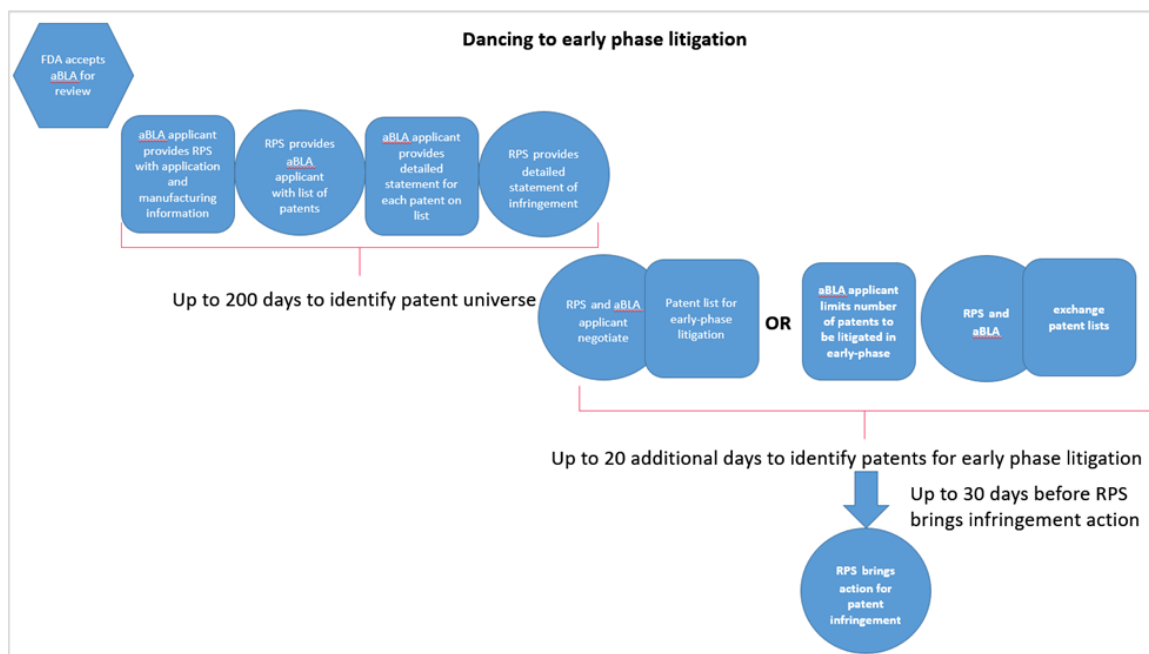 Dancing to early phase litigation
FDA accepts
aBLA for
review
aBLA applicant
provides RPS
with application
and
manufacturing
information
RPS provides
aBLA
applicant
with list of
patents
aBLA applicant
provides
detailed
statement for
each patent on
list
RPS provides
detailed
statement of
infringement
Up to 200 days to identify patent universe
RPS and aBLA
applicant
negotiate
Patent list for
early-phase
litigation
OR
aBLA applicant
limits number
of patents to
be litigated in
early-phase
RPS and
aBLA
exchange
patent lists
Up to 20 additional days to identify patents for early phase litigation
Up to 30 days before RPS
brings infringement action
RPS brings
action for
patent
infringement